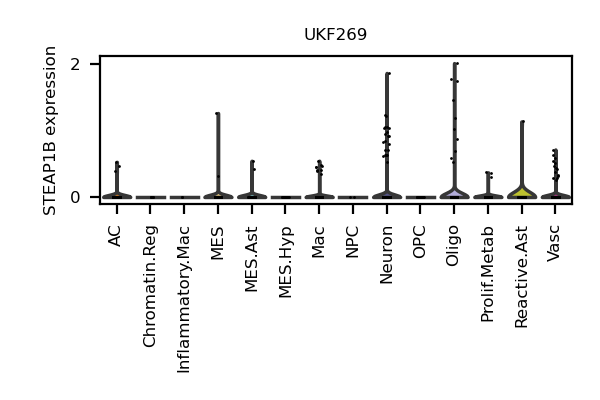 UKF269
STEAP1B expression
2
0
AC
Chromatin.Reg
Inflammatory.Mac
MES
MES.Ast
MES.Hyp
Mac
NPC
Neuron
OPC
Oligo
Prolif.Metab
Reactive.Ast
Vasc